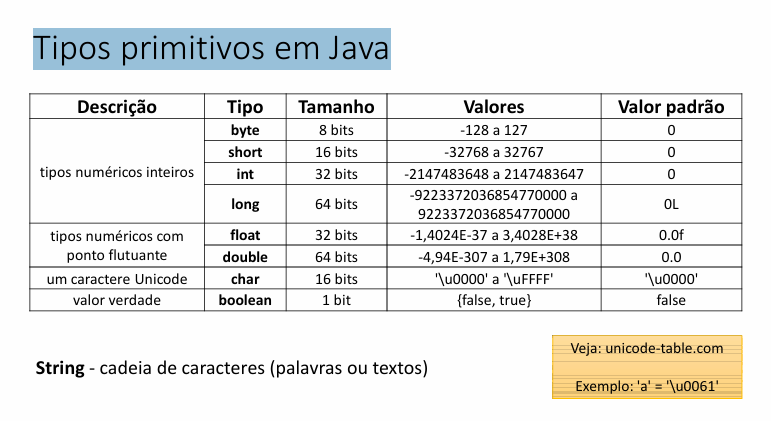 Tipos primitivos em Java
Descrição Tipo Tamanho Valores Valor padrão
tipos numéricos inteiros
byte 8 bits -128 a 127 0
short 16 bits -32768 a 32767 0
int 32 bits -2147483648 a 2147483647 0
long 64 bits -9223372036854770000 a
9223372036854770000 0L
tipos numéricos com
ponto flutuante
float 32 bits -1,4024E-37 a 3,4028E+38 0.0f
double 64 bits -4,94E-307 a 1,79E+308 0.0
um caractere Unicode char 16 bits '\u0000' a '\uFFFF' '\u0000'
valor verdade boolean 1 bit {false, true} false
String - cadeia de caracteres (palavras ou textos)
Veja: unicode-table.com
Exemplo: 'a' = '\u0061'